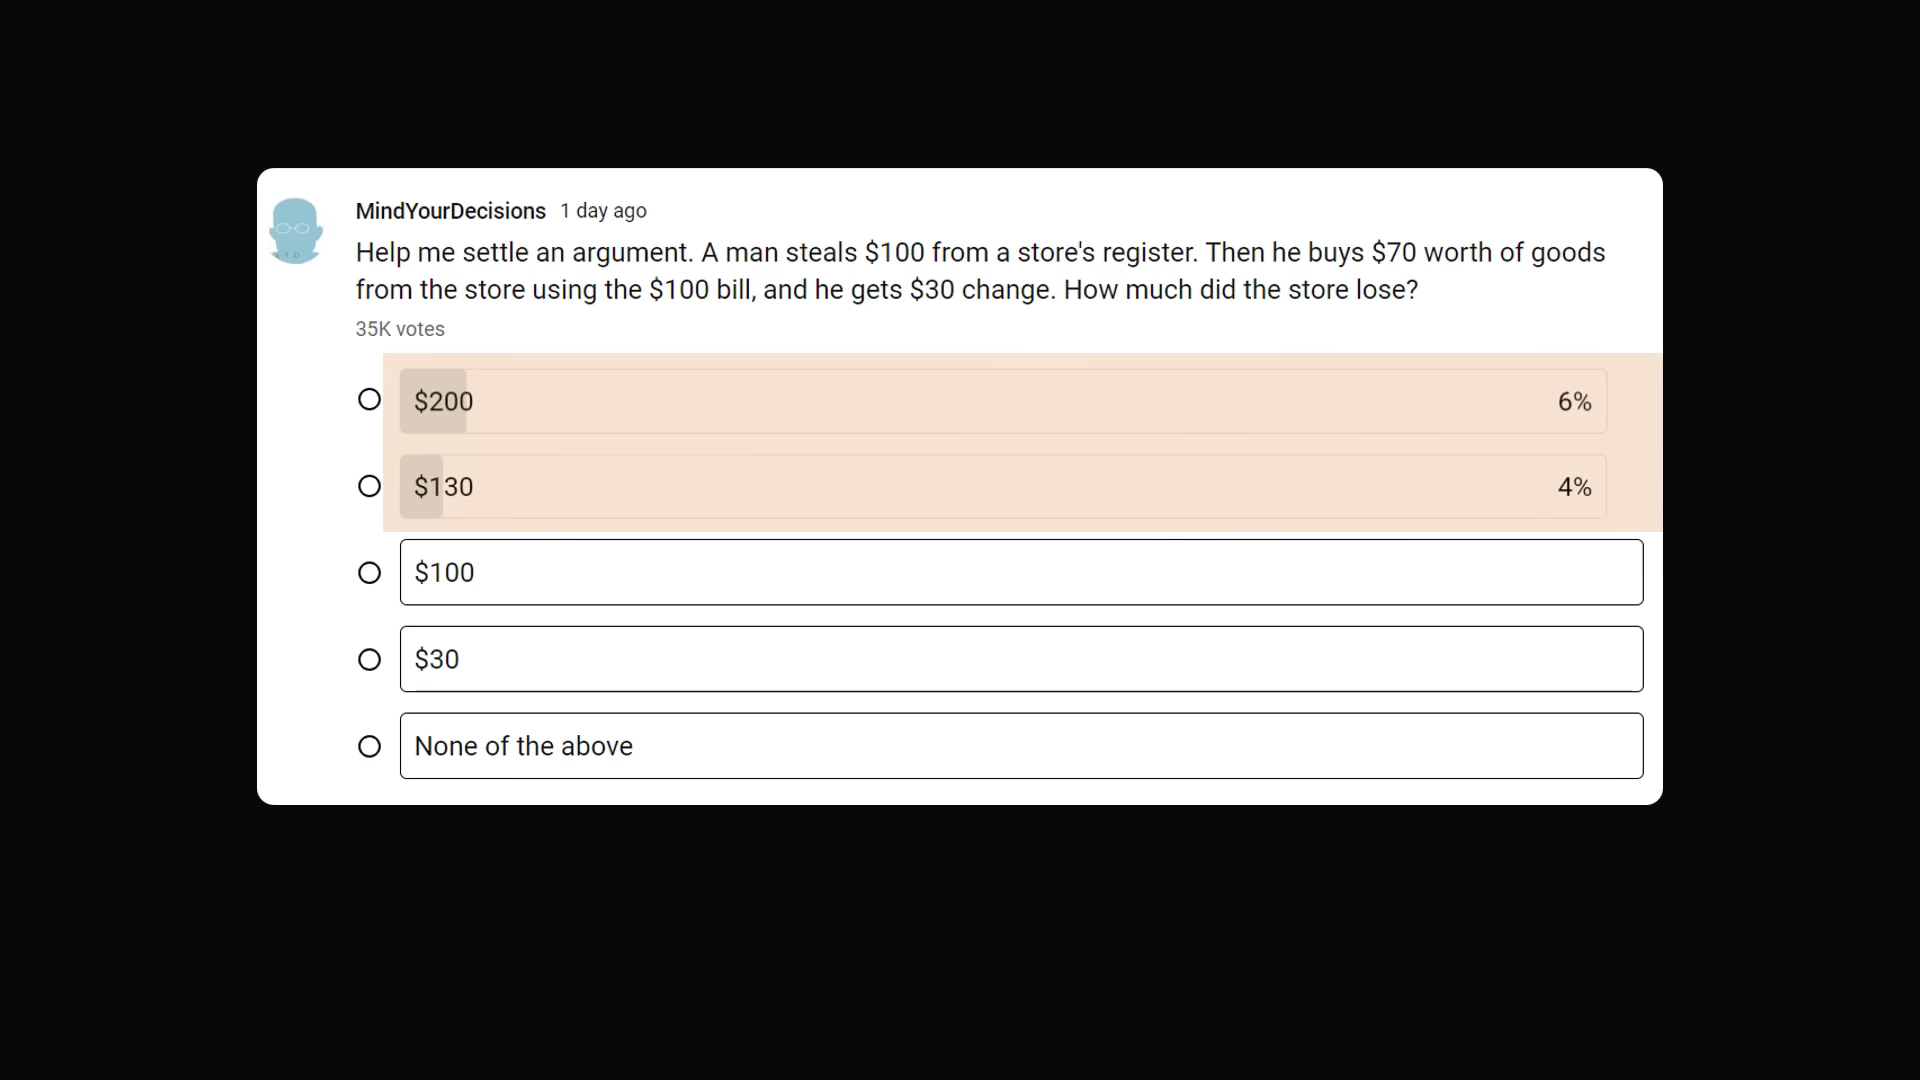 MindYourDecisions 1 day ago
Help me settle an argument. A man steals $100 from a store's register. Then he buys $70 worth of goods
from the store using the $100 bill, and he gets $30 change. How much did the store lose?
35K votes
$200 6%
$130 4%
$100
$30
None of the above